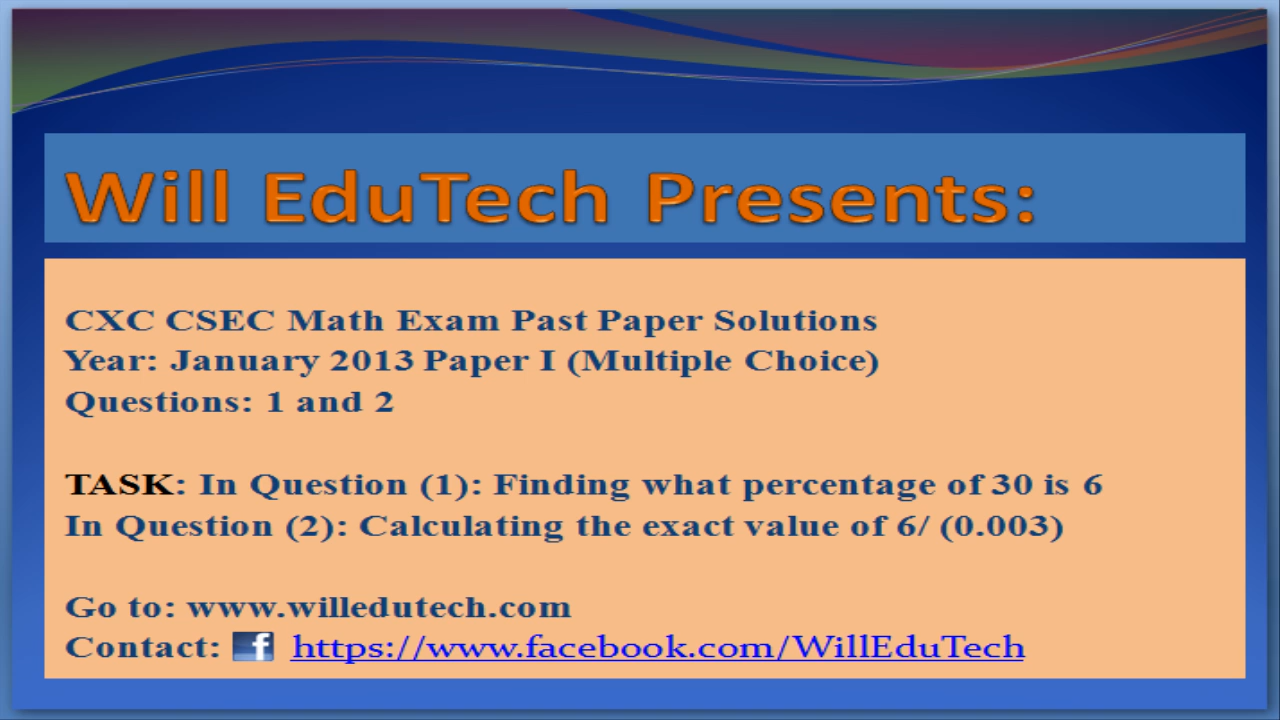 Will EduTech Presents:
CXC CSEC Math Exam Past Paper Solutions
Year: January 2013 Paper I (Multiple Choice)
Questions: 1 and 2
TASK: In Question (1): Finding what percentage of 30 is 6
In Question (2): Calculating the exact value of 6/ (0.003)
Go to: www.willedutech.com
Contact: f https://www.facebook.com/WillEduTech